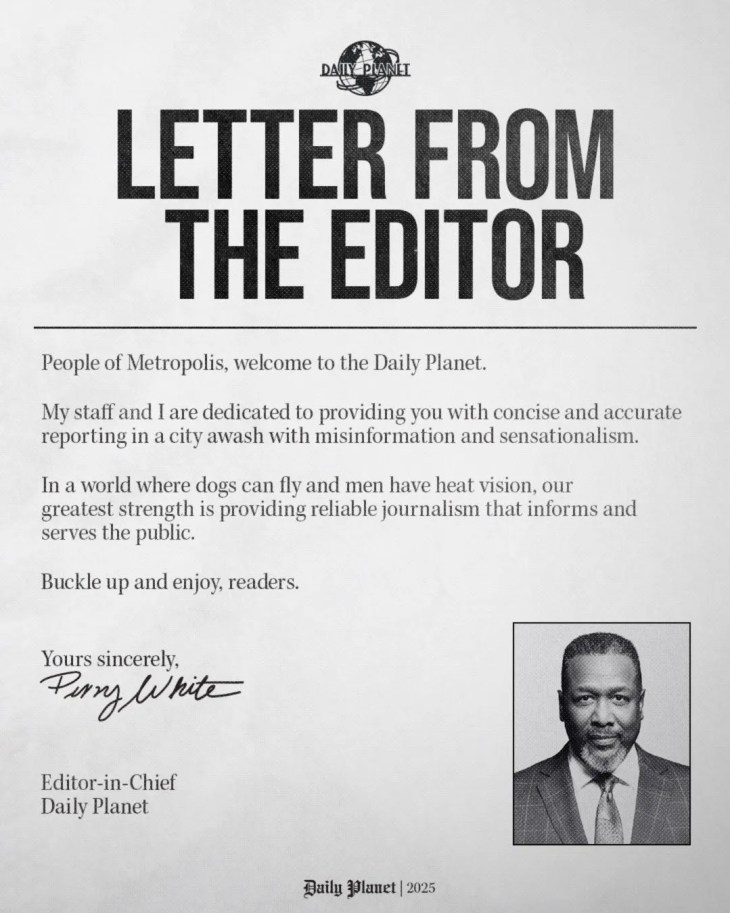 DAILY PLANET
LETTER FROM
THE EDITOR
People of Metropolis, welcome to the Daily Planet.
My staff and I are dedicated to providing you with concise and accurate
reporting in a city awash with misinformation and sensationalism.
In a world where dogs can fly and men have heat vision, our
greatest strength is providing reliable journalism that informs and
serves the public.
Buckle up and enjoy, readers.
Yours sincerely,
Perry White
Editor-in-Chief
Daily Planet
Daily Planet | 2025